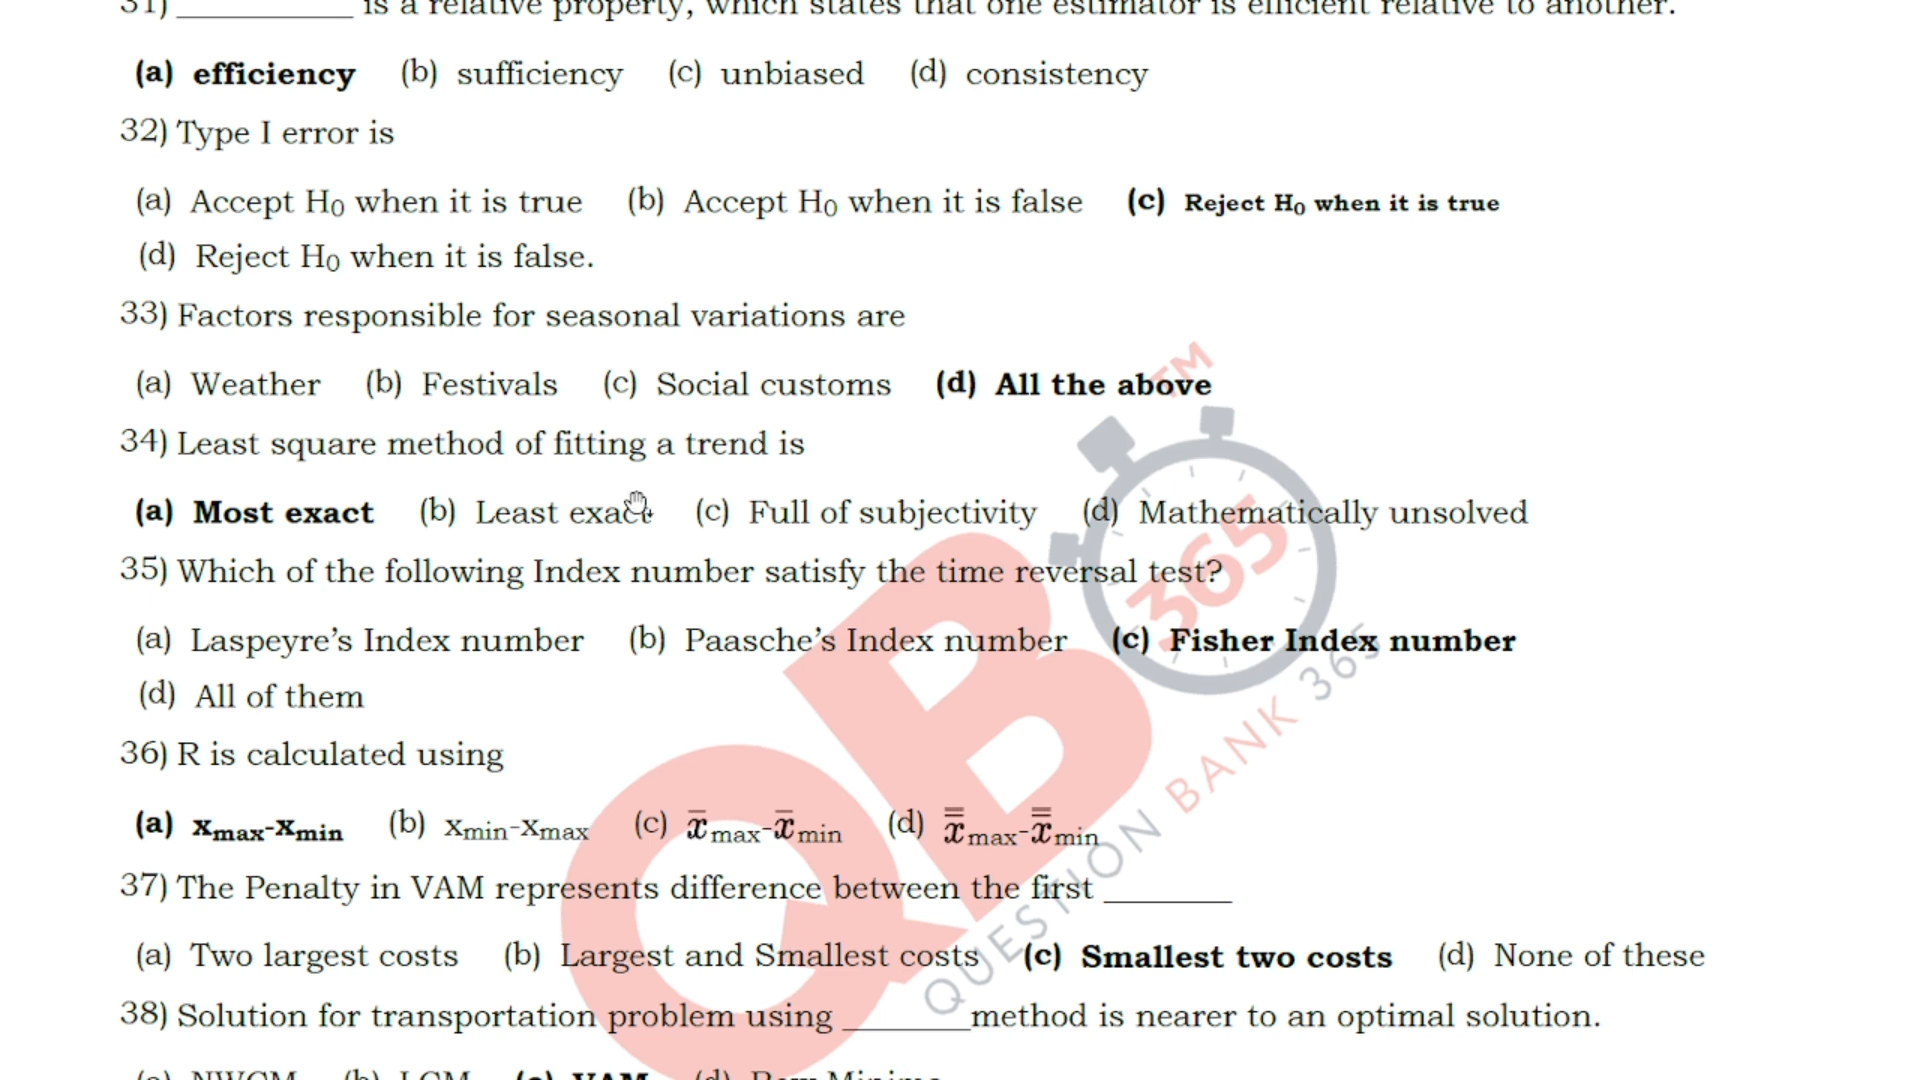 31) __________ is a relative property, which states that one estimator is efficient relative to another.
(a) efficiency (b) sufficiency (c) unbiased (d) consistency
32) Type I error is
(a) Accept H0 when it is true (b) Accept H0 when it is false (c) Reject H0 when it is true
(d) Reject H0 when it is false.
33) Factors responsible for seasonal variations are
(a) Weather (b) Festivals (c) Social customs (d) All the above
34) Least square method of fitting a trend is
(a) Most exact (b) Least exact (c) Full of subjectivity (d) Mathematically unsolved
35) Which of the following Index number satisfy the time reversal test?
(a) Laspeyre's Index number (b) Paasche's Index number (c) Fisher Index number
(d) All of them
36) R is calculated using
(a) xmax-xmin (b) xmin-xmax (c) x̅max-x̅min (d) x̿max-x̿min
37) The Penalty in VAM represents difference between the first ________
(a) Two largest costs (b) Largest and Smallest costs (c) Smallest two costs (d) None of these
38) Solution for transportation problem using ________method is nearer to an optimal solution.
(a) NWCM (b) LCM (c) VAM (d) Row Minima
QB
365
TM
QUESTION BANK 365